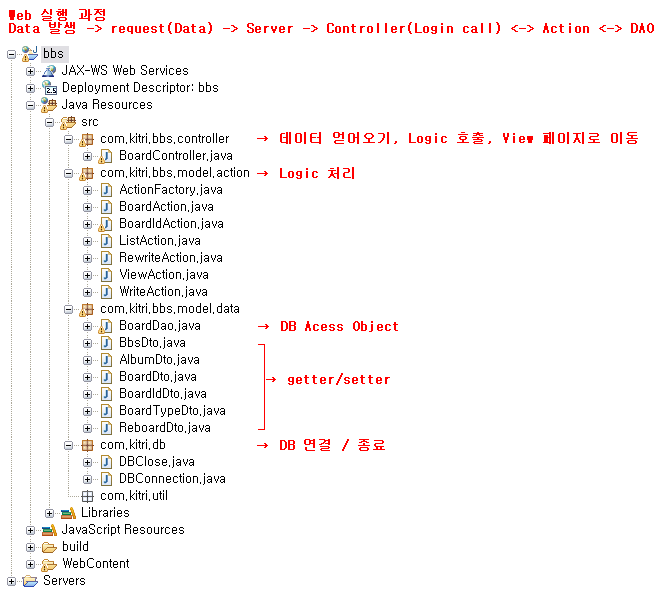 Web 실행 과정
Data 발생 -> request(Data) -> Server -> Controller(Login call) <-> Action <-> DAO
bbs
JAX-WS Web Services
2.5 Deployment Descriptor: bbs
Java Resources
src
com.kitri.bbs.controller → 데이터 얻어오기, Logic 호출, View 페이지로 이동
BoardController.java
com.kitri.bbs.model.action → Logic 처리
ActionFactory.java
BoardAction.java
BoardIdAction.java
ListAction.java
RewriteAction.java
ViewAction.java
WriteAction.java
com.kitri.bbs.model.data
BoardDao.java → DB Acess Object
BbsDto.java
AlbumDto.java
BoardDto.java → getter/setter
BoardIdDto.java
BoardTypeDto.java
ReboardDto.java
com.kitri.db → DB 연결 / 종료
DBClose.java
DBConnection.java
com.kitri.util
Libraries
JavaScript Resources
build
WebContent
Servers